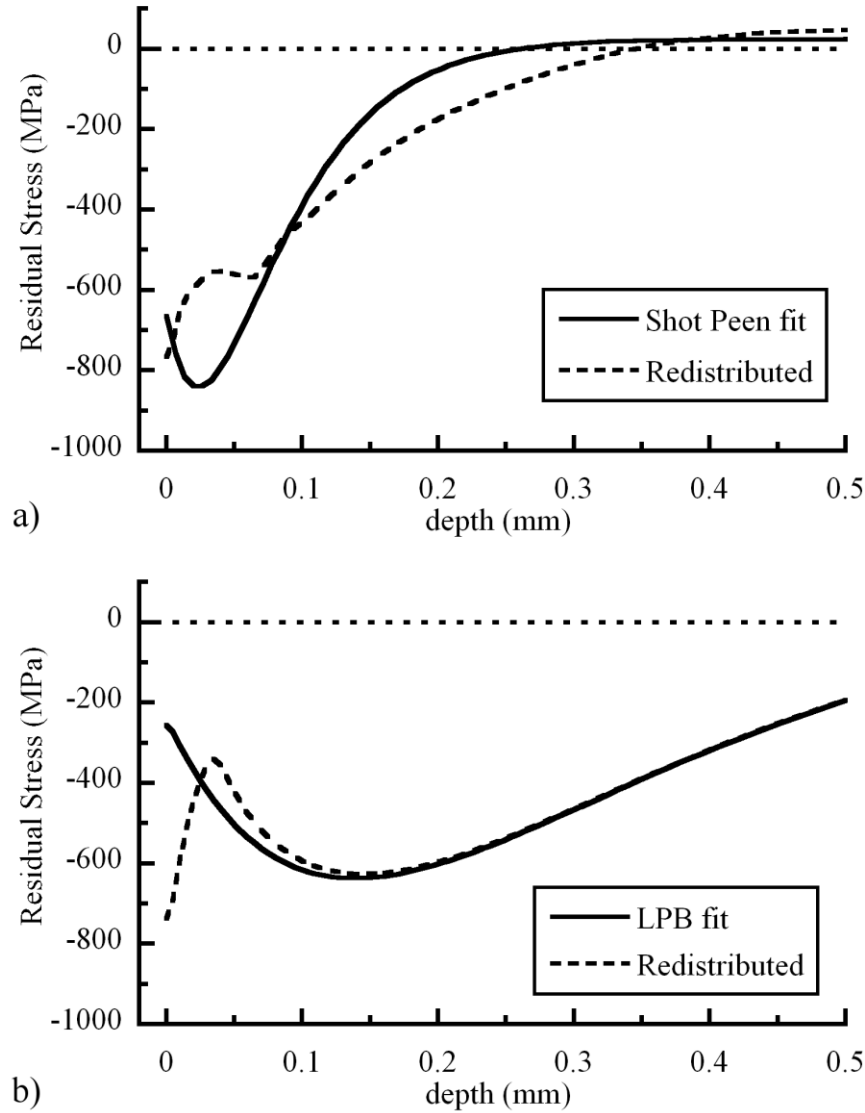 0
-200
-400
-600
-800
-1000
Residual Stress (MPa)
Shot Peen fit
Redistributed
0 0.1 0.2 0.3 0.4 0.5
depth (mm)
a)
0
-200
-400
-600
-800
-1000
Residual Stress (MPa)
LPB fit
Redistributed
0 0.1 0.2 0.3 0.4 0.5
depth (mm)
b)